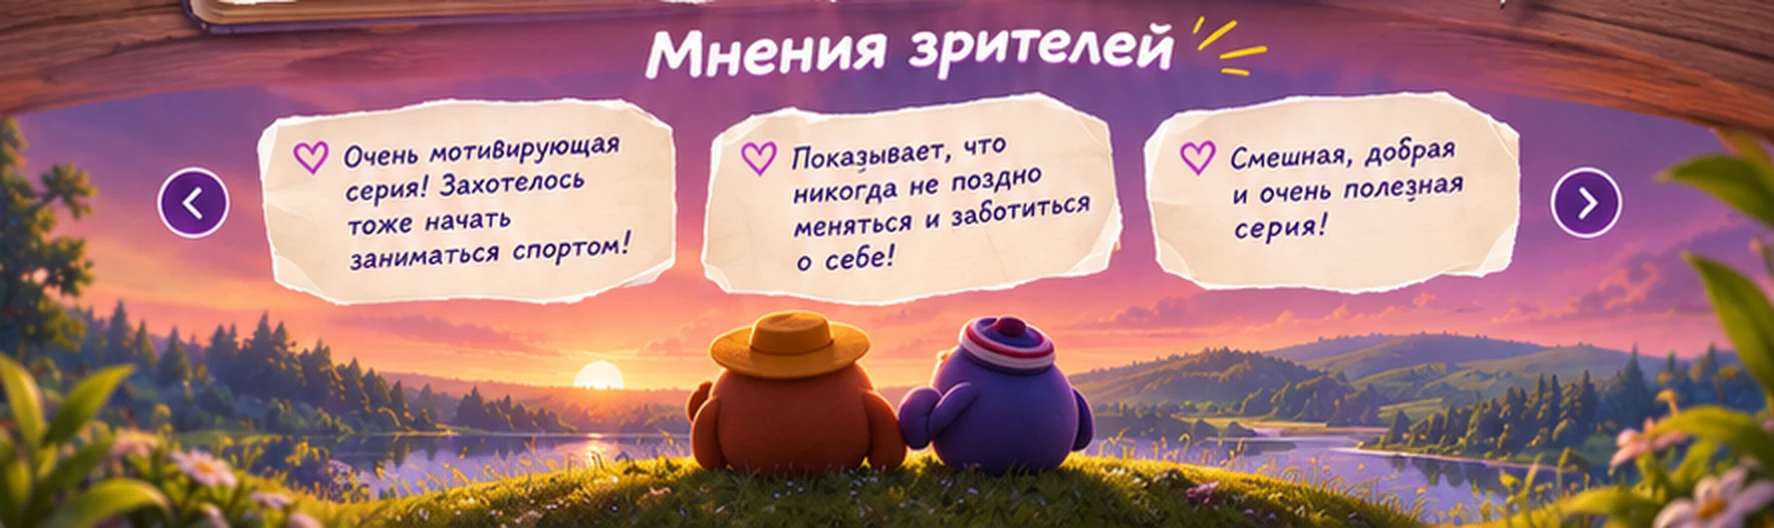 Мнения зрителей
Очень мотивирующая
серия! Захотелось
тоже начать
заниматься спортом!
Показывает, что
никогда не поздно
меняться и заботиться
о себе!
Смешная, добрая
и очень полезная
серия!